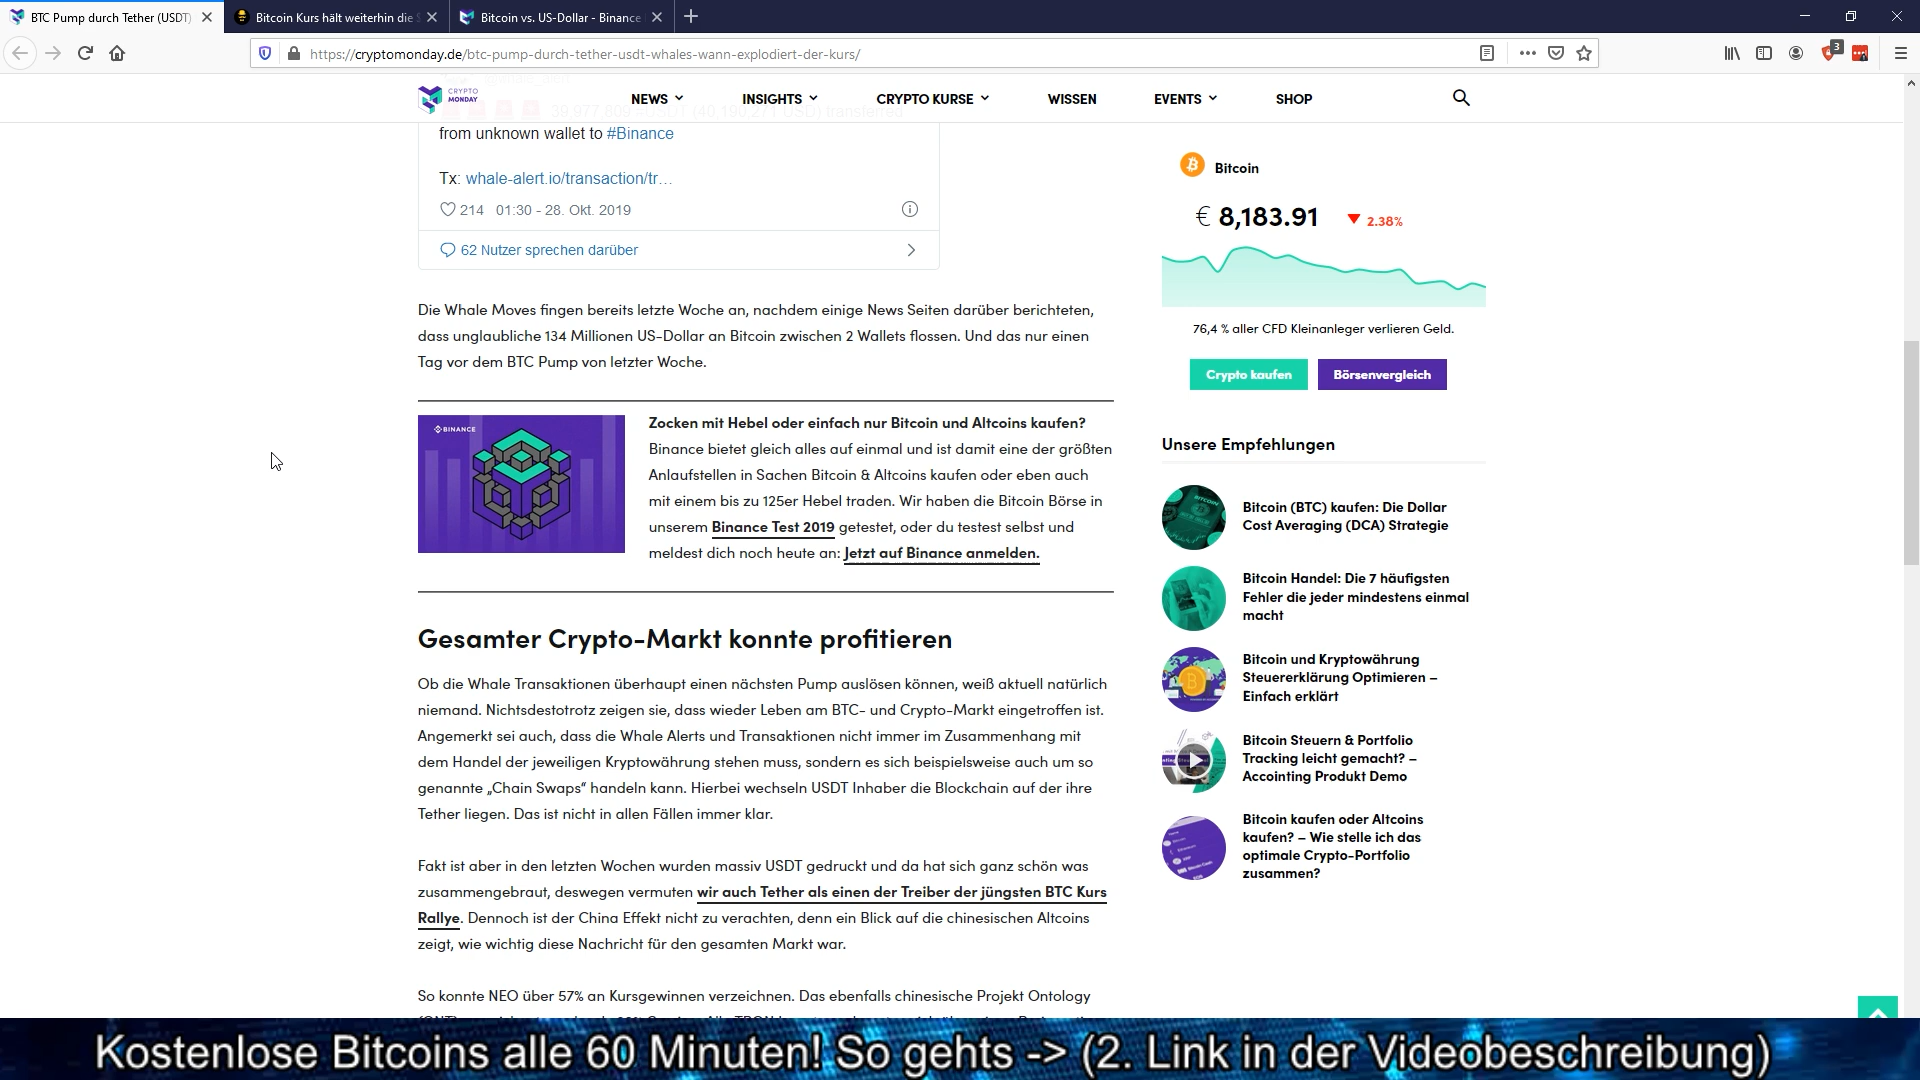 BTC Pump durch Tether (USDT)
Bitcoin Kurs hält weiterhin die
Bitcoin vs. US-Dollar - Binance
https://cryptomonday.de/btc-pump-durch-tether-usdt-whales-wann-explodiert-der-kurs/
3
CRYPTO
MONDAY
NEWS
INSIGHTS
CRYPTO KURSE
WISSEN
EVENTS
SHOP
from unknown wallet to #Binance
Tx: whale-alert.io/transaction/tr…
214 01:30 - 28. Okt. 2019
62 Nutzer sprechen darüber
Die Whale Moves fingen bereits letzte Woche an, nachdem einige News Seiten darüber berichteten,
dass unglaubliche 134 Millionen US-Dollar an Bitcoin zwischen 2 Wallets flossen. Und das nur einen
Tag vor dem BTC Pump von letzter Woche.
BINANCE
Zocken mit Hebel oder einfach nur Bitcoin und Altcoins kaufen?
Binance bietet gleich alles auf einmal und ist damit eine der größten
Anlaufstellen in Sachen Bitcoin & Altcoins kaufen oder eben auch
mit einem bis zu 125er Hebel traden. Wir haben die Bitcoin Börse in
unserem Binance Test 2019 getestet, oder du testest selbst und
meldest dich noch heute an: Jetzt auf Binance anmelden.
Gesamter Crypto-Markt konnte profitieren
Ob die Whale Transaktionen überhaupt einen nächsten Pump auslösen können, weiß aktuell natürlich
niemand. Nichtsdestotrotz zeigen sie, dass wieder Leben am BTC- und Crypto-Markt eingetroffen ist.
Angemerkt sei auch, dass die Whale Alerts und Transaktionen nicht immer im Zusammenhang mit
dem Handel der jeweiligen Kryptowährung stehen muss, sondern es sich beispielsweise auch um so
genannte „Chain Swaps“ handeln kann. Hierbei wechseln USDT Inhaber die Blockchain auf der ihre
Tether liegen. Das ist nicht in allen Fällen immer klar.
Fakt ist aber in den letzten Wochen wurden massiv USDT gedruckt und da hat sich ganz schön was
zusammengebraut, deswegen vermuten wir auch Tether als einen der Treiber der jüngsten BTC Kurs
Rallye. Dennoch ist der China Effekt nicht zu verachten, denn ein Blick auf die chinesischen Altcoins
zeigt, wie wichtig diese Nachricht für den gesamten Markt war.
So konnte NEO über 57% an Kursgewinnen verzeichnen. Das ebenfalls chinesische Projekt Ontology
Bitcoin
€ 8,183.91
2.38%
76,4 % aller CFD Kleinanleger verlieren Geld.
Crypto kaufen
Börsenvergleich
Unsere Empfehlungen
Bitcoin (BTC) kaufen: Die Dollar
Cost Averaging (DCA) Strategie
Bitcoin Handel: Die 7 häufigsten
Fehler die jeder mindestens einmal
macht
Bitcoin und Kryptowährung
Steuererklärung Optimieren –
Einfach erklärt
Bitcoin Steuern & Portfolio
Tracking leicht gemacht? –
Accointing Produkt Demo
Bitcoin kaufen oder Altcoins
kaufen? – Wie stelle ich das
optimale Crypto-Portfolio
zusammen?
Kostenlose Bitcoins alle 60 Minuten! So gehts -> (2. Link in der Videobeschreibung)